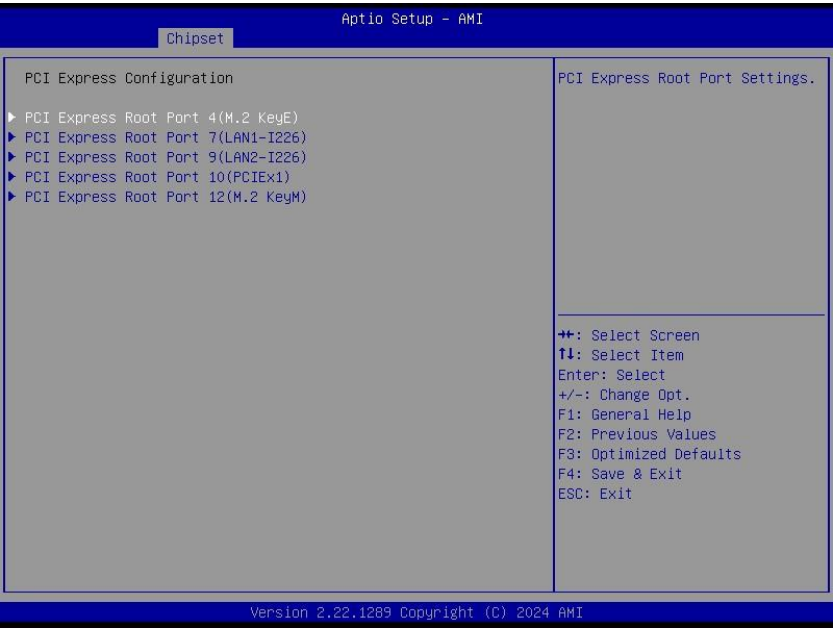 Aptio Setup - AMI
Chipset
PCI Express Configuration
PCI Express Root Port 4(M.2 KeyE)
PCI Express Root Port 7(LAN1-I226)
PCI Express Root Port 9(LAN2-I226)
PCI Express Root Port 10(PCIEx1)
PCI Express Root Port 12(M.2 KeyM)
PCI Express Root Port Settings.
→←: Select Screen
↑↓: Select Item
Enter: Select
+/-: Change Opt.
F1: General Help
F2: Previous Values
F3: Optimized Defaults
F4: Save & Exit
ESC: Exit
Version 2.22.1289 Copyright (C) 2024 AMI